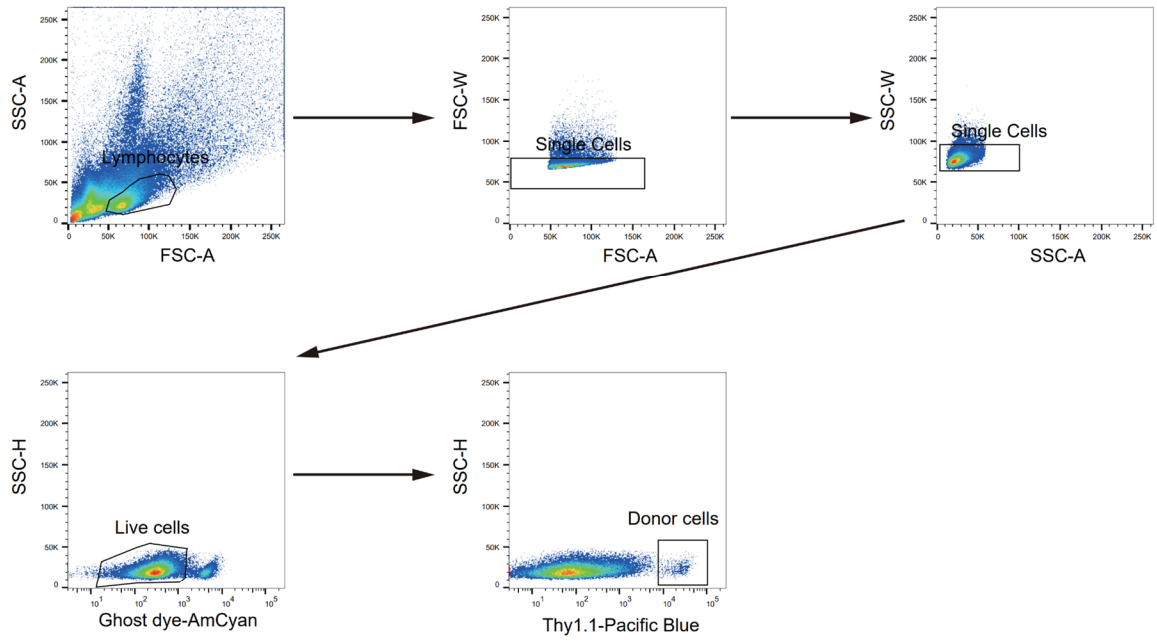 SSC-A
250K
200K
150K
100K
50K
0
Lymphocytes
0 50K 100K 150K 200K 250K
FSC-A
FSC-W
250K
200K
150K
100K
50K
0
Single Cells
0 50K 100K 150K 200K 250K
FSC-A
SSC-W
250K
200K
150K
100K
50K
0
Single Cells
0 50K 100K 150K 200K 250K
SSC-A
SSC-H
250K
200K
150K
100K
50K
0
Live cells
10¹ 10² 10³ 10⁴ 10⁵
Ghost dye-AmCyan
SSC-H
250K
200K
150K
100K
50K
0
Donor cells
10¹ 10² 10³ 10⁴ 10⁵
Thy1.1-Pacific Blue